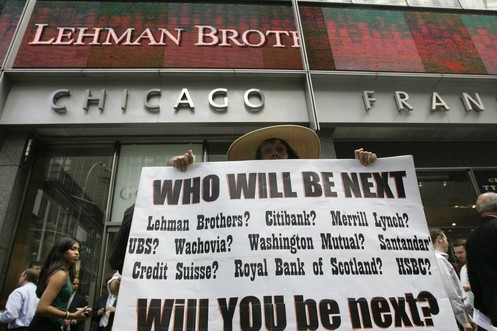 LEHMAN BROT
CHICAGO FRAN
WHO WILL BE NEXT
Lehman Brothers? Citibank? Merrill Lynch?
UBS? Wachovia? Washington Mutual? Santander
Credit Suisse? Royal Bank of Scotland? HSBC?
Will YOU be next?